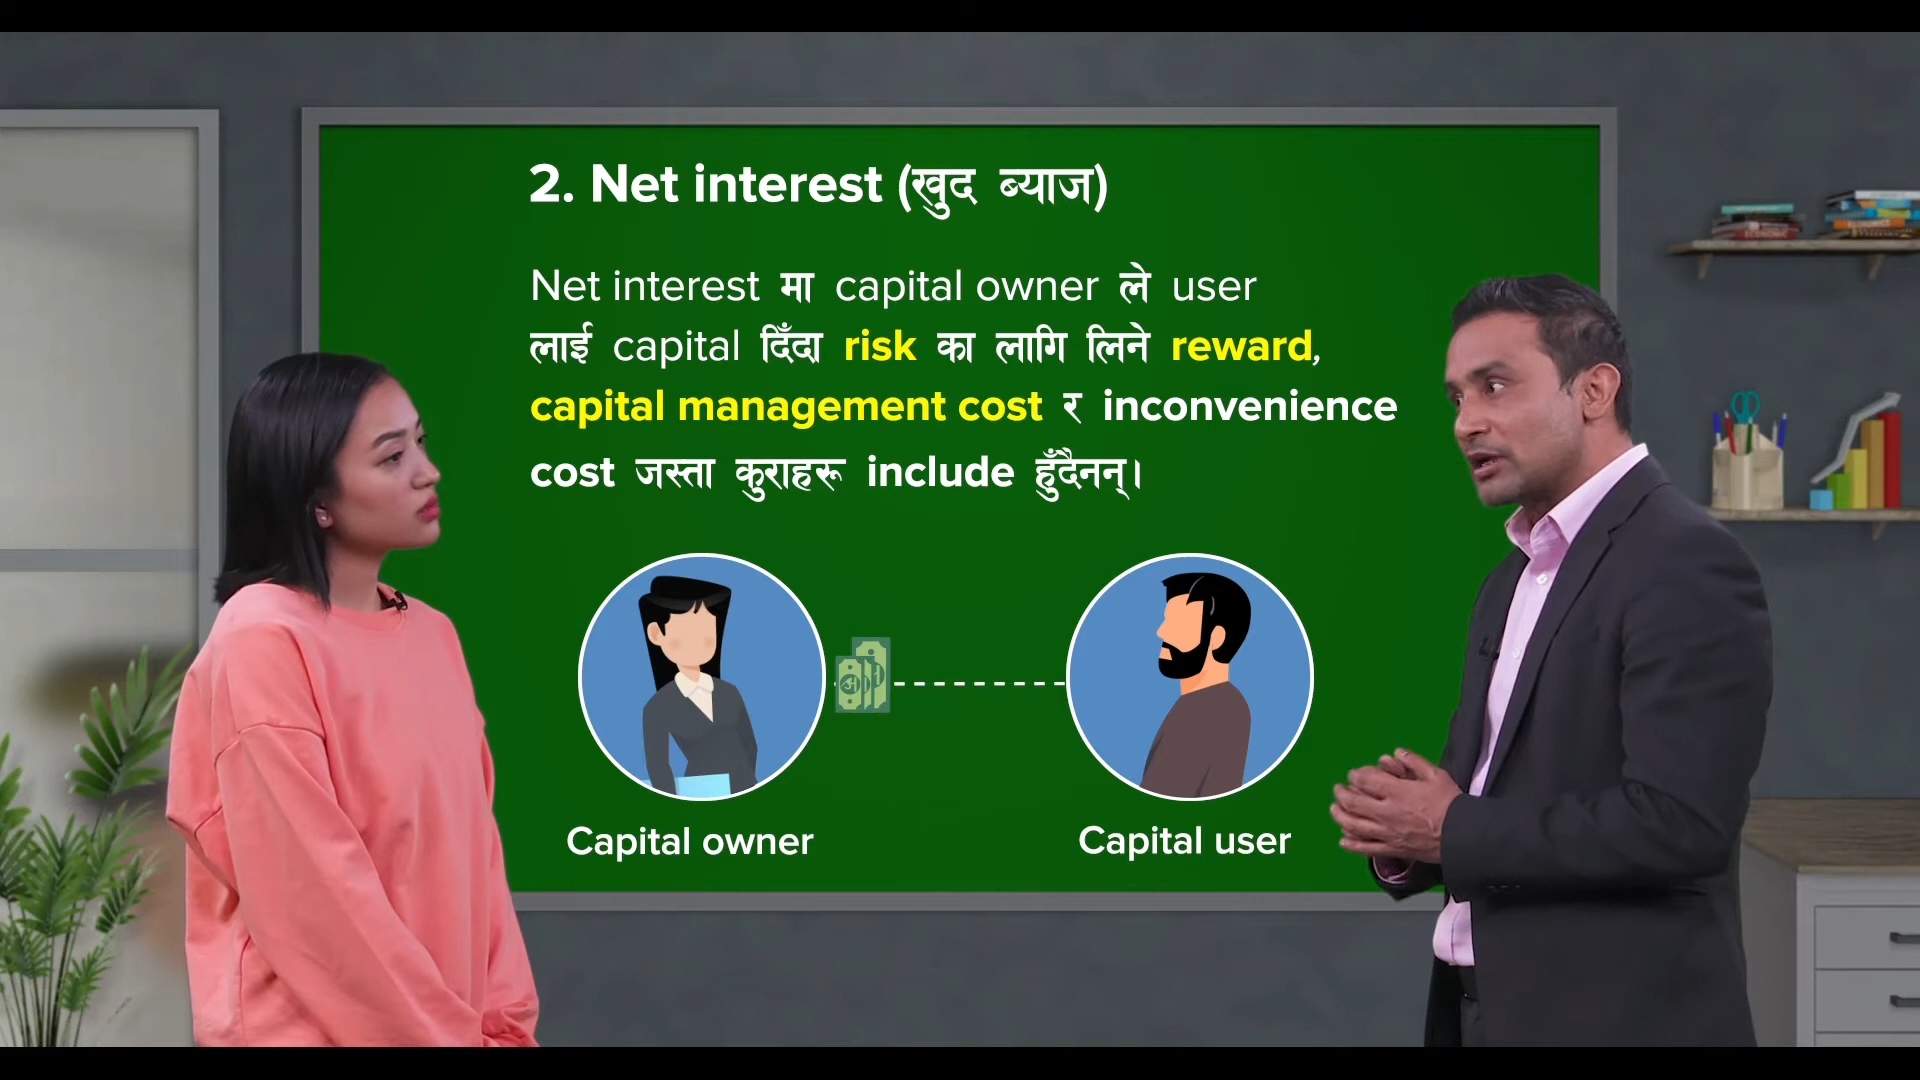 2. Net interest (खुद ब्याज)
Net interest मा capital owner ले user
लाई capital दिँदा risk का लागि लिने reward,
capital management cost र inconvenience
cost जस्ता कुराहरू include हुँदैनन्।
Capital owner
Capital user